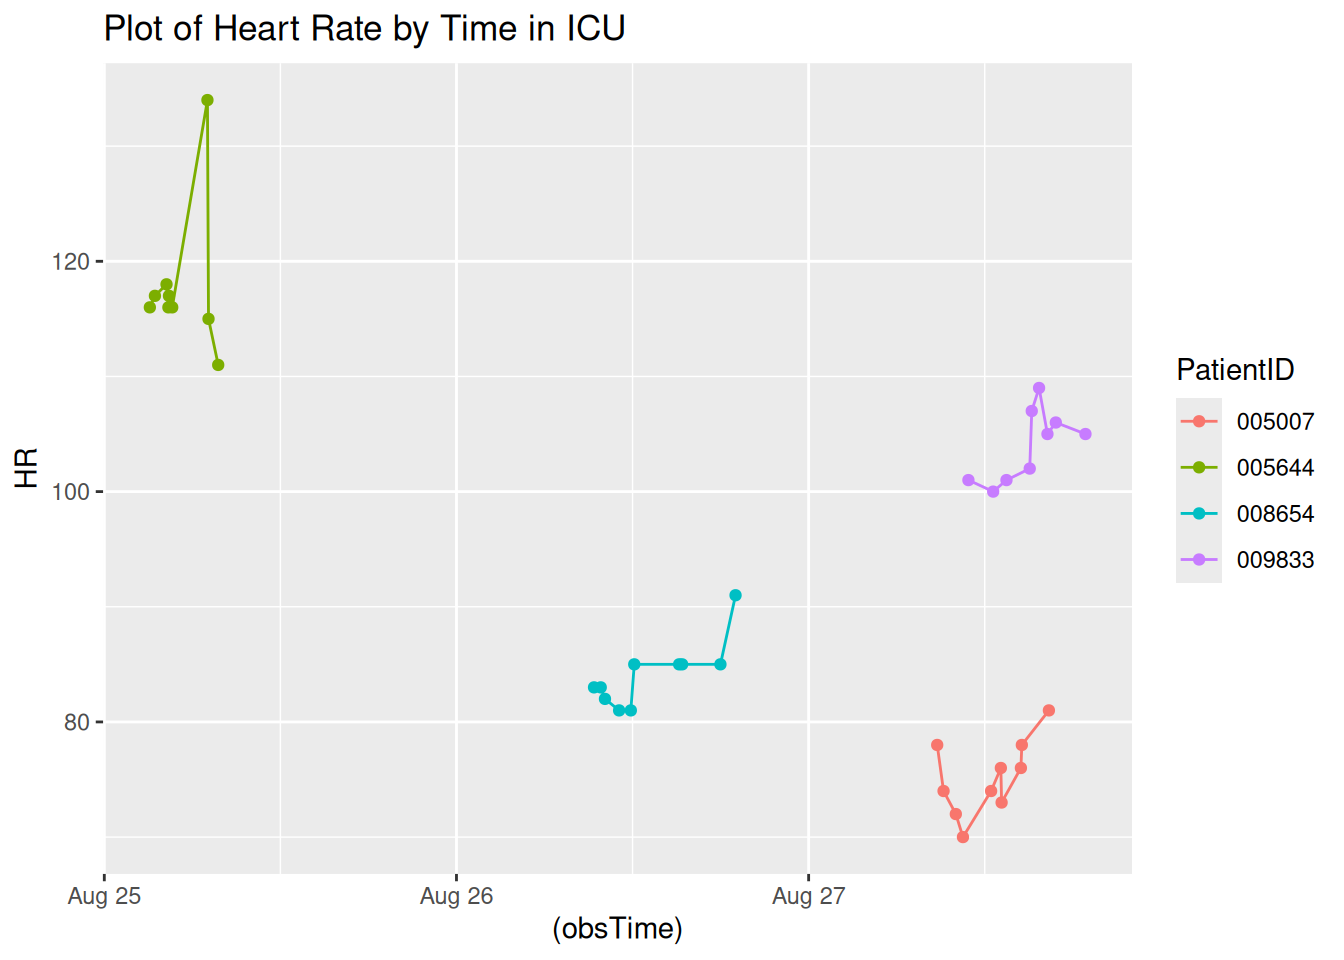 Plot of Heart Rate by Time in ICU
HR
120
100
80
Aug 25
Aug 26
Aug 27
(obsTime)
PatientID
005007
005644
008654
009833